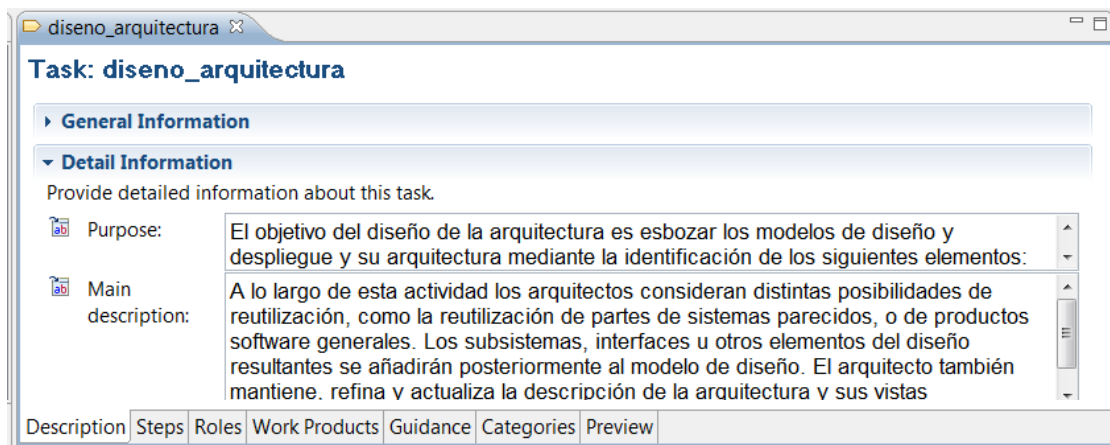 diseno_arquitectura
Task: diseno_arquitectura
General Information
Detail Information
Provide detailed information about this task.
Purpose:
El objetivo del diseño de la arquitectura es esbozar los modelos de diseño y
despliegue y su arquitectura mediante la identificación de los siguientes elementos:
Main
description:
A lo largo de esta actividad los arquitectos consideran distintas posibilidades de
reutilización, como la reutilización de partes de sistemas parecidos, o de productos
software generales. Los subsistemas, interfaces u otros elementos del diseño
resultantes se añadirán posteriormente al modelo de diseño. El arquitecto también
mantiene, refina y actualiza la descripción de la arquitectura y sus vistas
Description Steps Roles Work Products Guidance Categories Preview